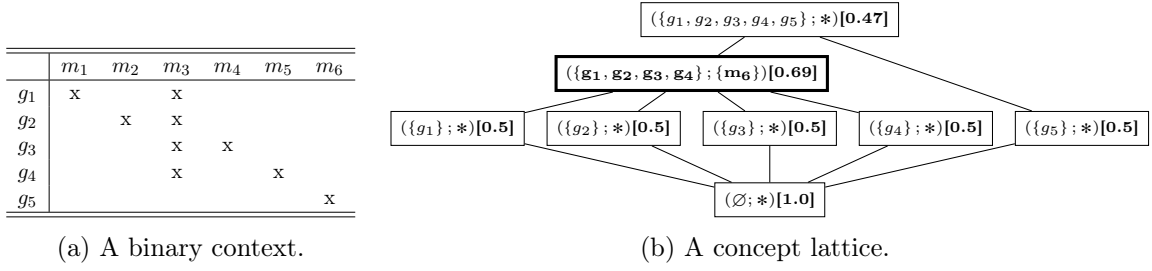 m₁ m₂ m₃ m₄ m₅ m₆
g₁ x x
g₂ x x
g₃ x x
g₄ x x
g₅ x
(a) A binary context.
({g₁, g₂, g₃, g₄, g₅} ; *)[0.47]
({g₁, g₂, g₃, g₄} ; {m₆})[0.69]
({g₁} ; *)[0.5] ({g₂} ; *)[0.5] ({g₃} ; *)[0.5] ({g₄} ; *)[0.5] ({g₅} ; *)[0.5]
(∅; *)[1.0]
(b) A concept lattice.